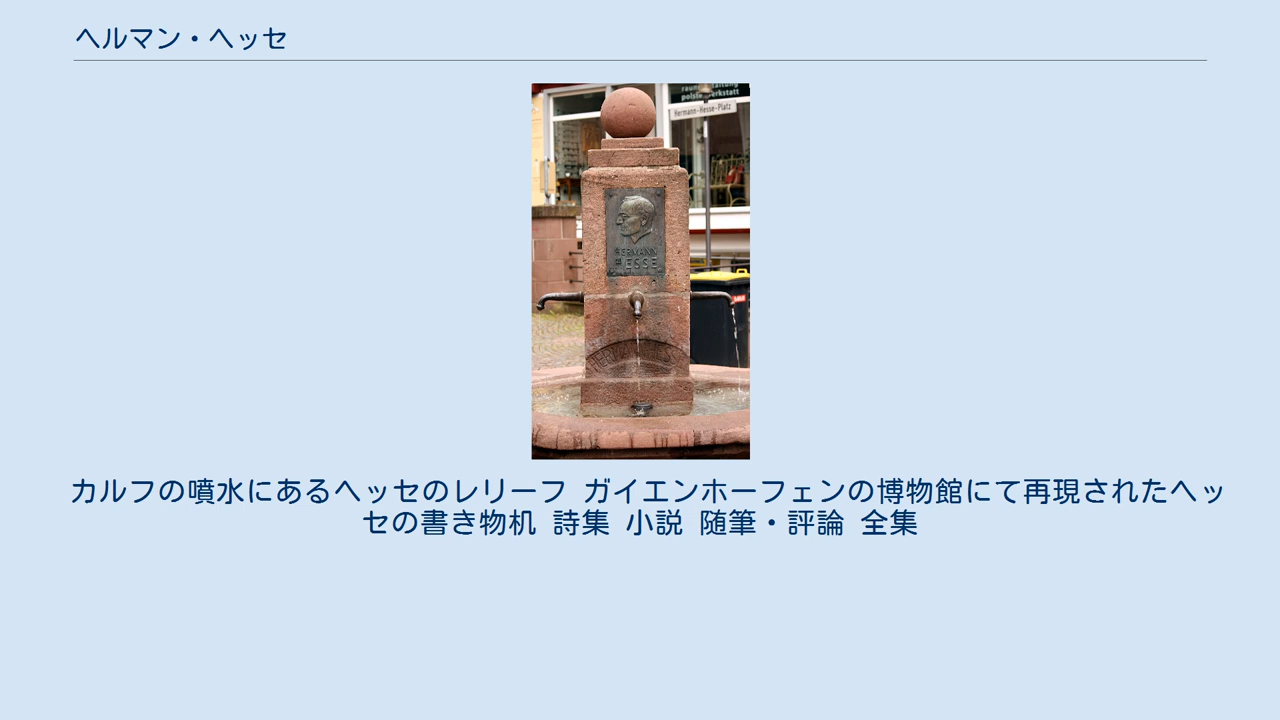 ヘルマン・ヘッセ
Hermann-Hesse-Platz
HERMANN
HESSE
カルフの噴水にあるヘッセのレリーフ ガイエンホーフェンの博物館にて再現されたヘッ
セの書き物机 詩集 小説 随筆・評論 全集